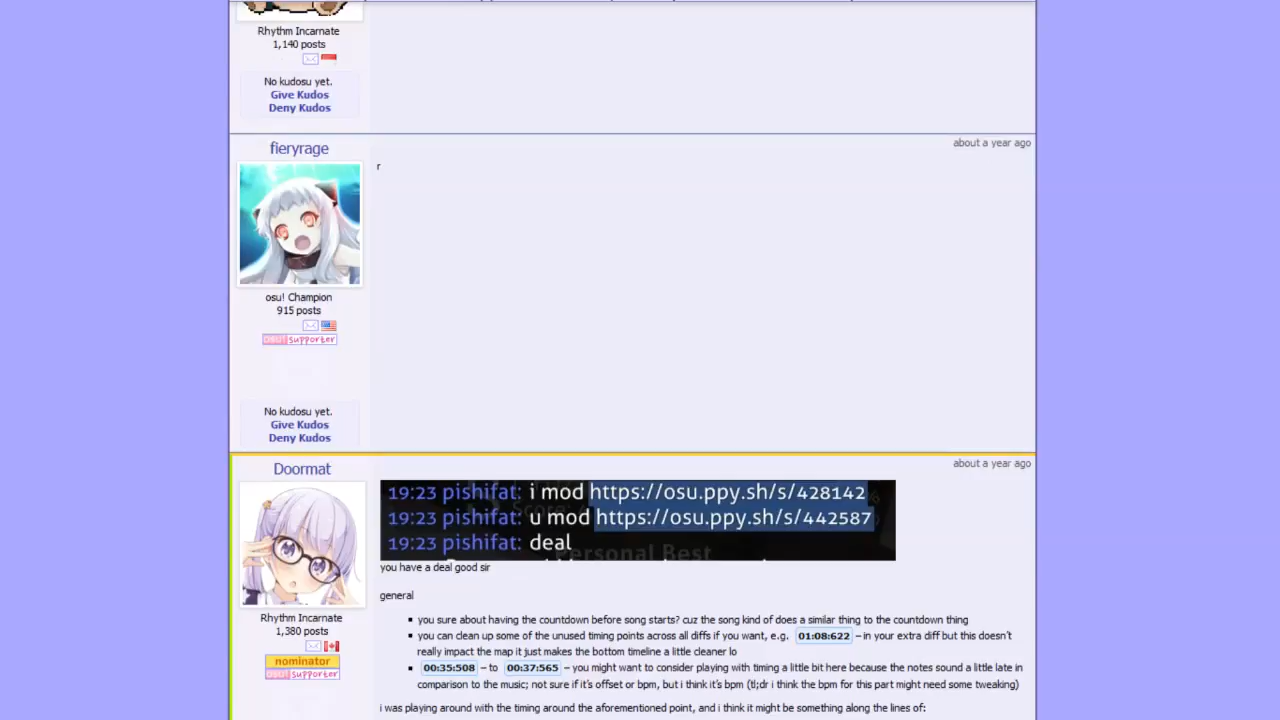 Rhythm Incarnate
1,140 posts
No kudosu yet.
Give Kudos
Deny Kudos
fieryrage
about a year ago
r
osu! Champion
915 posts
osu! supporter
No kudosu yet.
Give Kudos
Deny Kudos
Doormat
about a year ago
19:23 pishifat: i mod https://osu.ppy.sh/s/428142
19:23 pishifat: u mod https://osu.ppy.sh/s/442587
19:23 pishifat: deal
Personal Best
you have a deal good sir
general
Rhythm Incarnate
1,380 posts
nominator
osu! supporter
▪ you sure about having the countdown before song starts? cuz the song kind of does a similar thing to the countdown thing
▪ you can clean up some of the unused timing points across all diffs if you want, e.g. 01:08:622 – in your extra diff but this doesn't
really impact the map it just makes the bottom timeline a little cleaner lo
▪ 00:35:508 – to 00:37:565 – you might want to consider playing with timing a little bit here because the notes sound a little late in
comparison to the music; not sure if it's offset or bpm, but i think it's bpm (tl;dr i think the bpm for this part might need some tweaking)
i was playing around with the timing around the aforementioned point, and i think it might be something along the lines of: